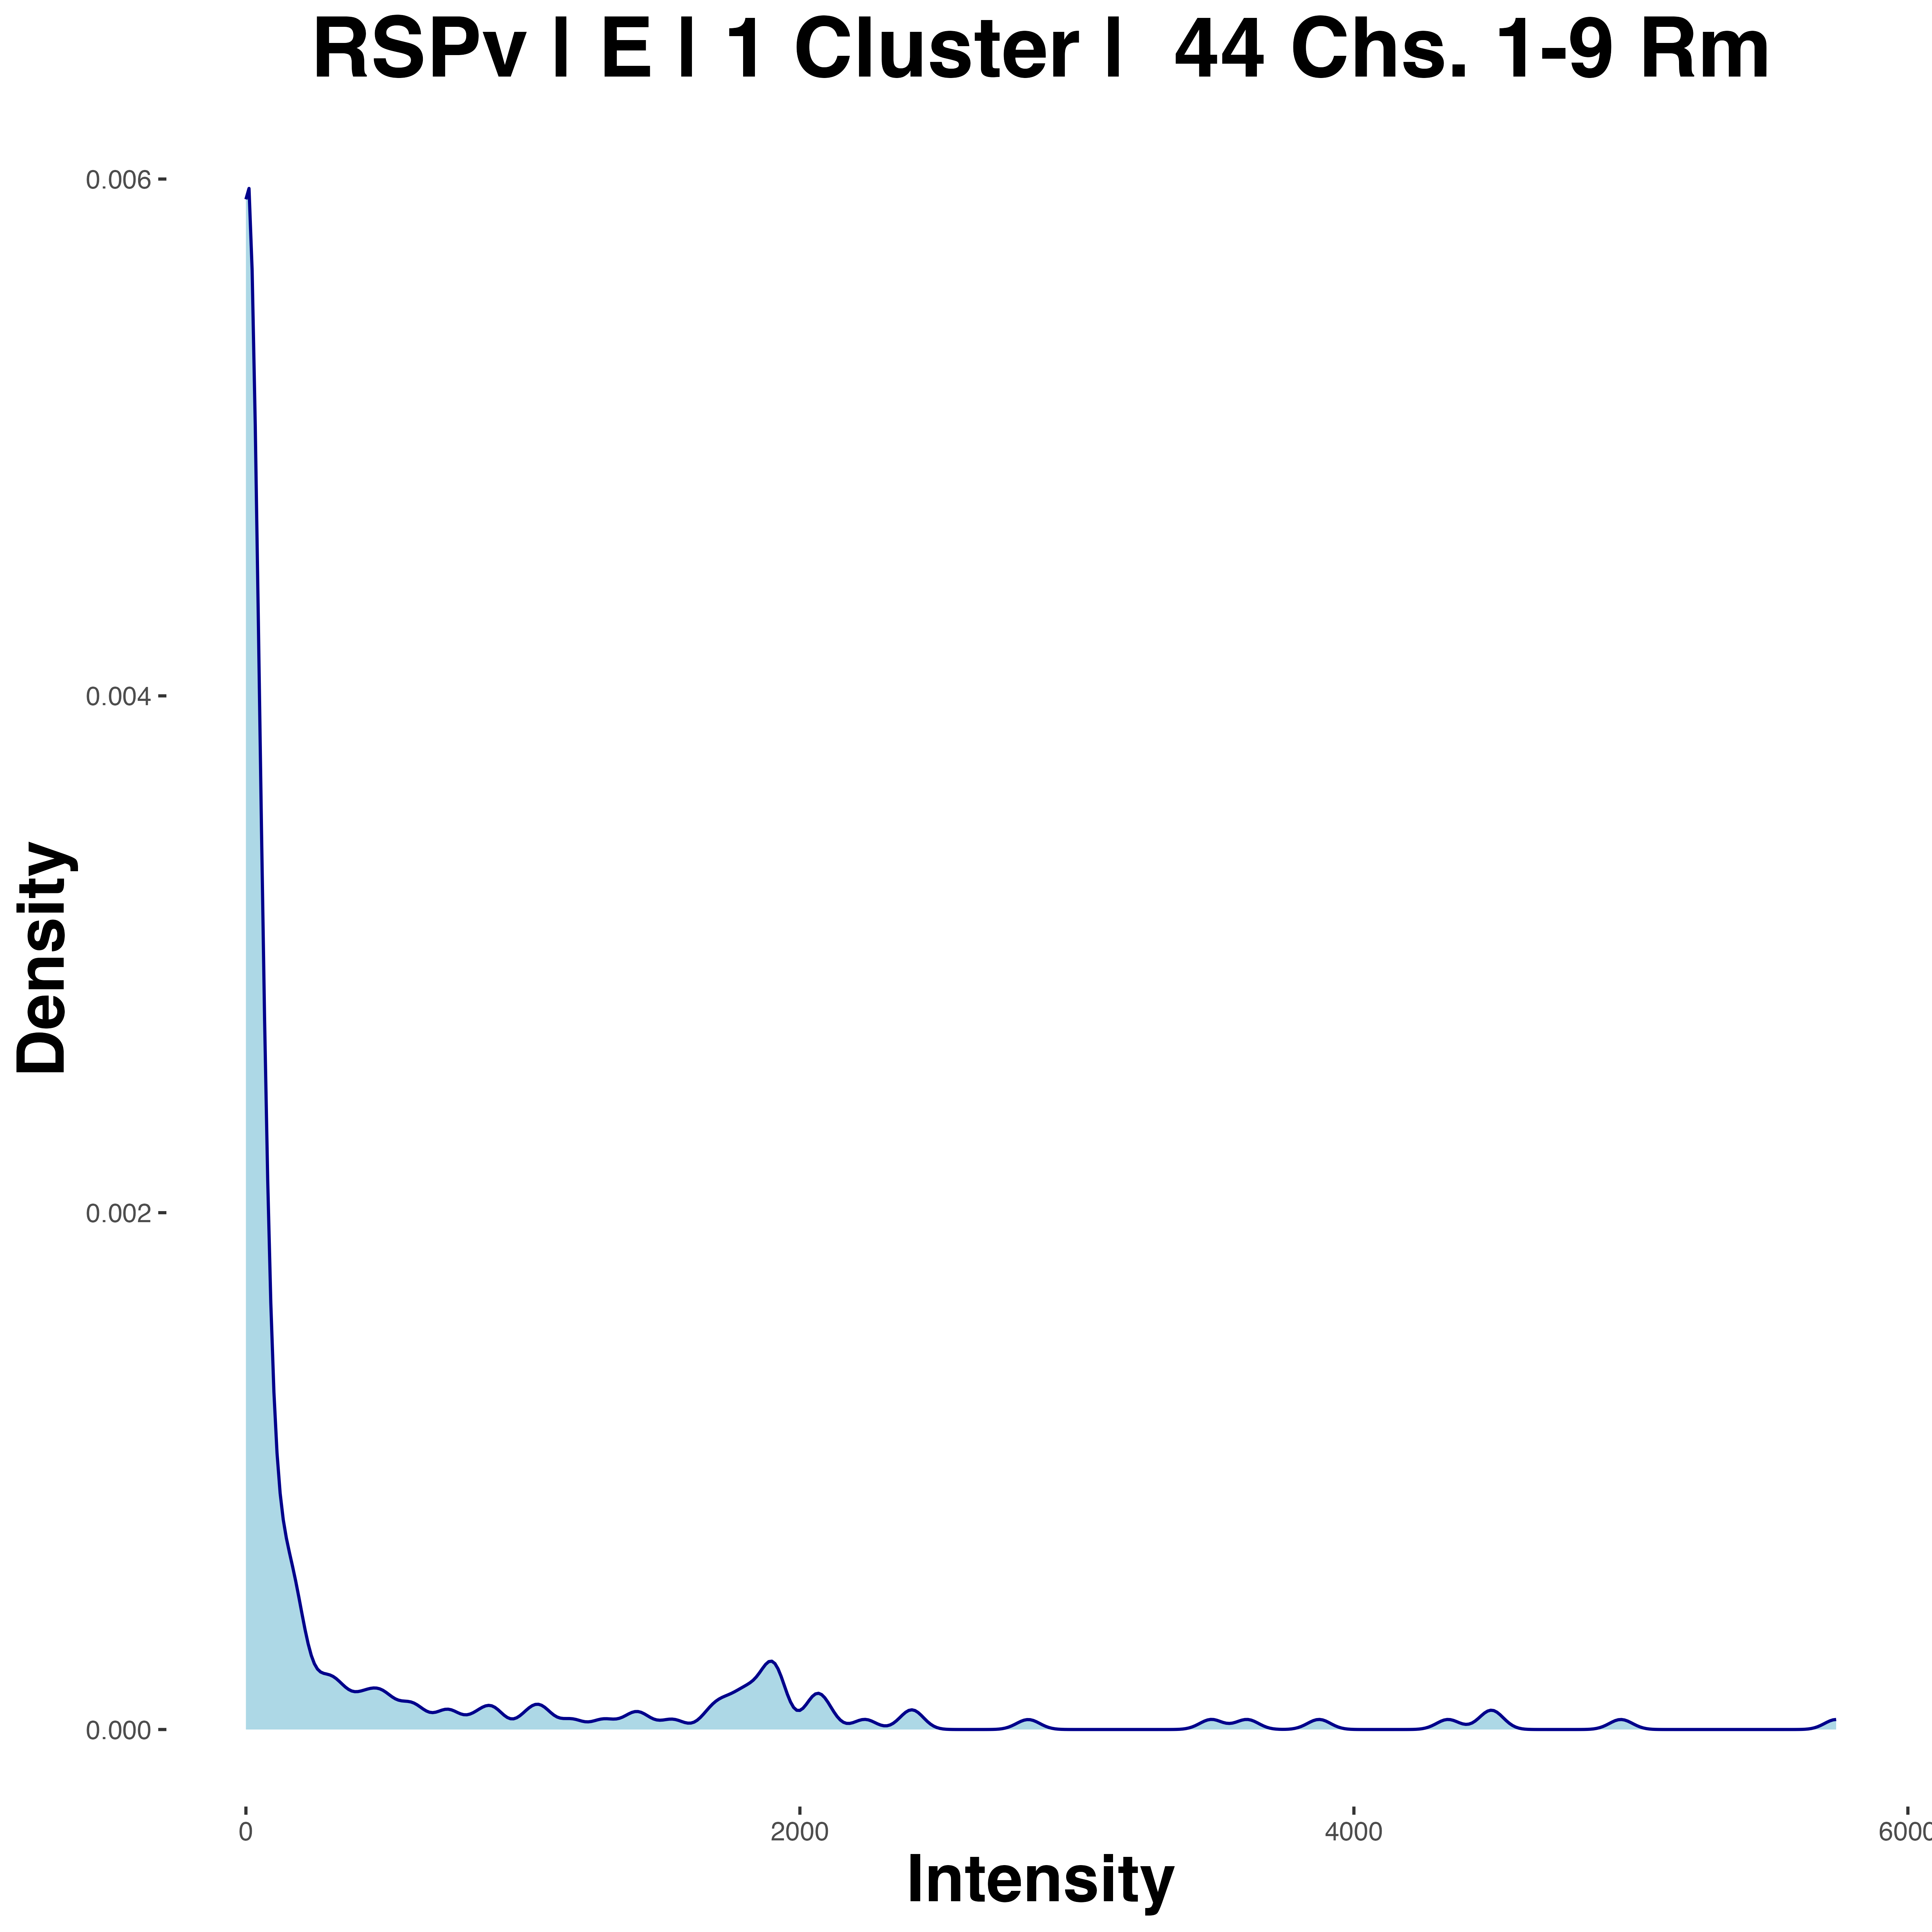 RSPv | E | 1 Cluster |  44 Chs. 1-9 Rm
0.006
0.004
0.002
0.000
Density
0
2000
4000
6000
Intensity